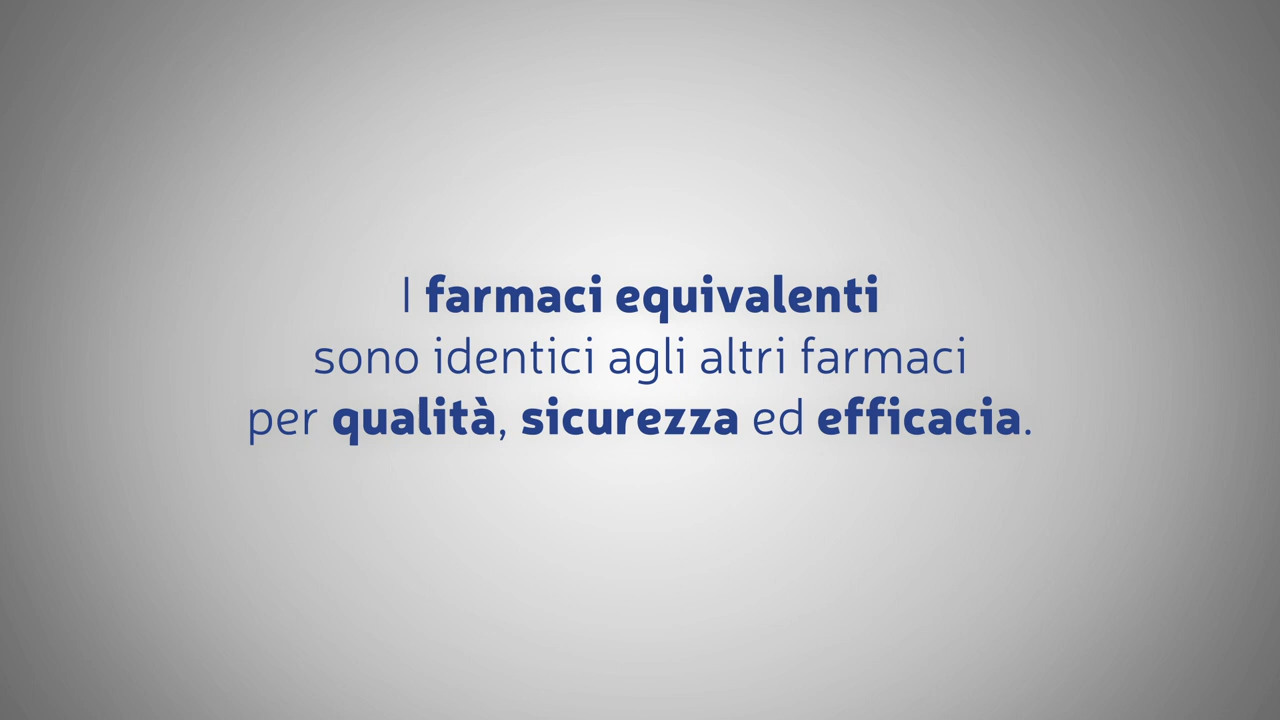 I farmaci equivalenti
sono identici agli altri farmaci
per qualità, sicurezza ed efficacia.